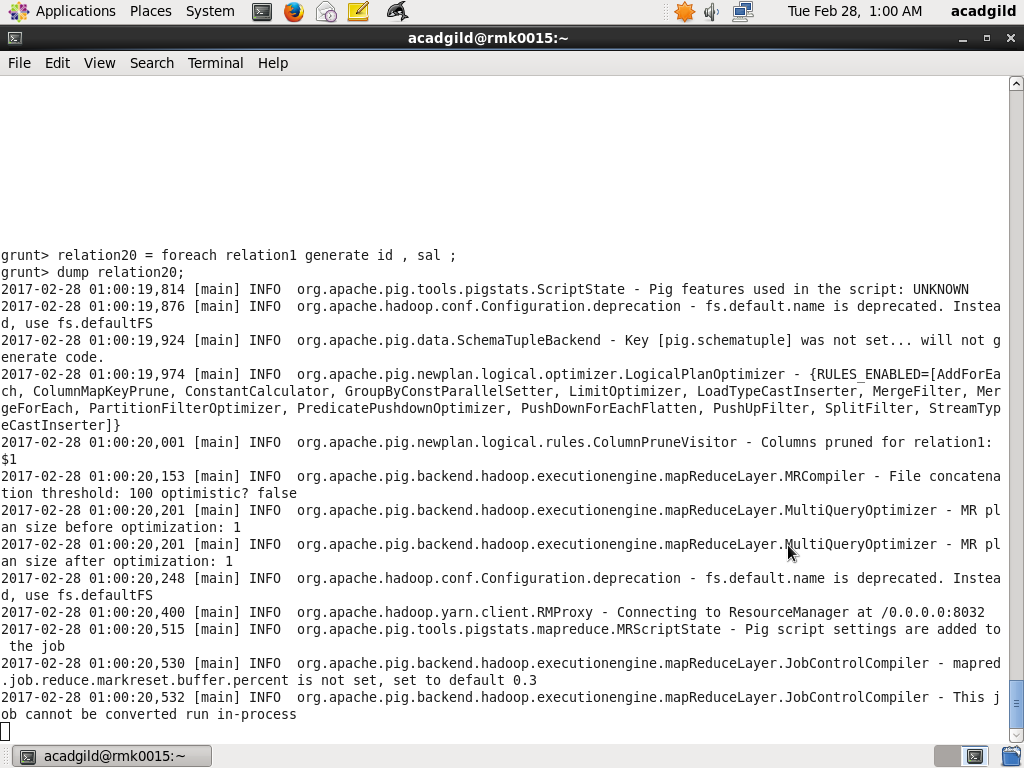 Applications Places System Tue Feb 28, 1:00 AM acadgild
acadgild@rmk0015:~
File Edit View Search Terminal Help
grunt> relation20 = foreach relation1 generate id , sal ;
grunt> dump relation20;
2017-02-28 01:00:19,814 [main] INFO  org.apache.pig.tools.pigstats.ScriptState - Pig features used in the script: UNKNOWN
2017-02-28 01:00:19,876 [main] INFO  org.apache.hadoop.conf.Configuration.deprecation - fs.default.name is deprecated. Instea
d, use fs.defaultFS
2017-02-28 01:00:19,924 [main] INFO  org.apache.pig.data.SchemaTupleBackend - Key [pig.schematuple] was not set... will not g
enerate code.
2017-02-28 01:00:19,974 [main] INFO  org.apache.pig.newplan.logical.optimizer.LogicalPlanOptimizer - {RULES_ENABLED=[AddForEa
ch, ColumnMapKeyPrune, ConstantCalculator, GroupByConstParallelSetter, LimitOptimizer, LoadTypeCastInserter, MergeFilter, Mer
geForEach, PartitionFilterOptimizer, PredicatePushdownOptimizer, PushDownForEachFlatten, PushUpFilter, SplitFilter, StreamTyp
eCastInserter]}
2017-02-28 01:00:20,001 [main] INFO  org.apache.pig.newplan.logical.rules.ColumnPruneVisitor - Columns pruned for relation1:
$1
2017-02-28 01:00:20,153 [main] INFO  org.apache.pig.backend.hadoop.executionengine.mapReduceLayer.MRCompiler - File concatena
tion threshold: 100 optimistic? false
2017-02-28 01:00:20,201 [main] INFO  org.apache.pig.backend.hadoop.executionengine.mapReduceLayer.MultiQueryOptimizer - MR pl
an size before optimization: 1
2017-02-28 01:00:20,201 [main] INFO  org.apache.pig.backend.hadoop.executionengine.mapReduceLayer.MultiQueryOptimizer - MR pl
an size after optimization: 1
2017-02-28 01:00:20,248 [main] INFO  org.apache.hadoop.conf.Configuration.deprecation - fs.default.name is deprecated. Instea
d, use fs.defaultFS
2017-02-28 01:00:20,400 [main] INFO  org.apache.hadoop.yarn.client.RMProxy - Connecting to ResourceManager at /0.0.0.0:8032
2017-02-28 01:00:20,515 [main] INFO  org.apache.pig.tools.pigstats.mapreduce.MRScriptState - Pig script settings are added to
 the job
2017-02-28 01:00:20,530 [main] INFO  org.apache.pig.backend.hadoop.executionengine.mapReduceLayer.JobControlCompiler - mapred
.job.reduce.markreset.buffer.percent is not set, set to default 0.3
2017-02-28 01:00:20,532 [main] INFO  org.apache.pig.backend.hadoop.executionengine.mapReduceLayer.JobControlCompiler - This j
ob cannot be converted run in-process
acadgild@rmk0015:~